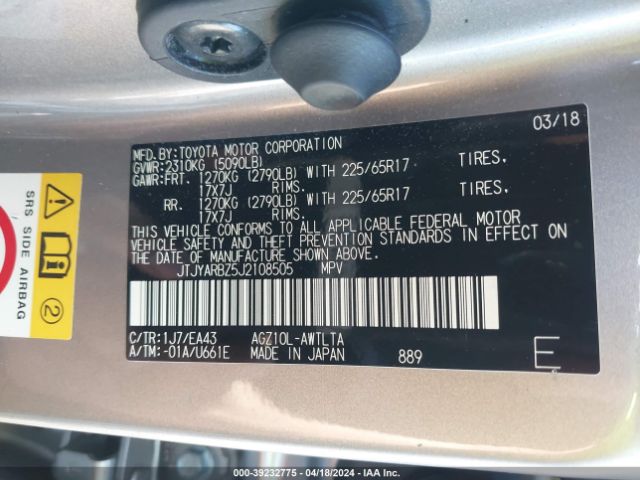 03/18
MFD.BY:TOYOTA MOTOR CORPORATION
GVWR:2310KG (5090LB)
GAWR:FRT. 1270KG (2790LB) WITH 225/65R17 TIRES,
17X7J RIMS.
RR. 1270KG (2790LB) WITH 225/65R17 TIRES,
17X7J RIMS.
THIS VEHICLE CONFORMS TO ALL APPLICABLE FEDERAL MOTOR
VEHICLE SAFETY AND THEFT PREVENTION STANDARDS IN EFFECT ON
THE DATE OF MANUFACTURE SHOWN ABOVE.
JTJYARBZ5J2108505 MPV
C/TR:1J7/EA43 AGZ10L-AWTLTA
A/TM:-01A/U661E MADE IN JAPAN 889 E
SRS SIDE AIRBAG
2
000-39232775 - 04/18/2024 - IAA Inc.